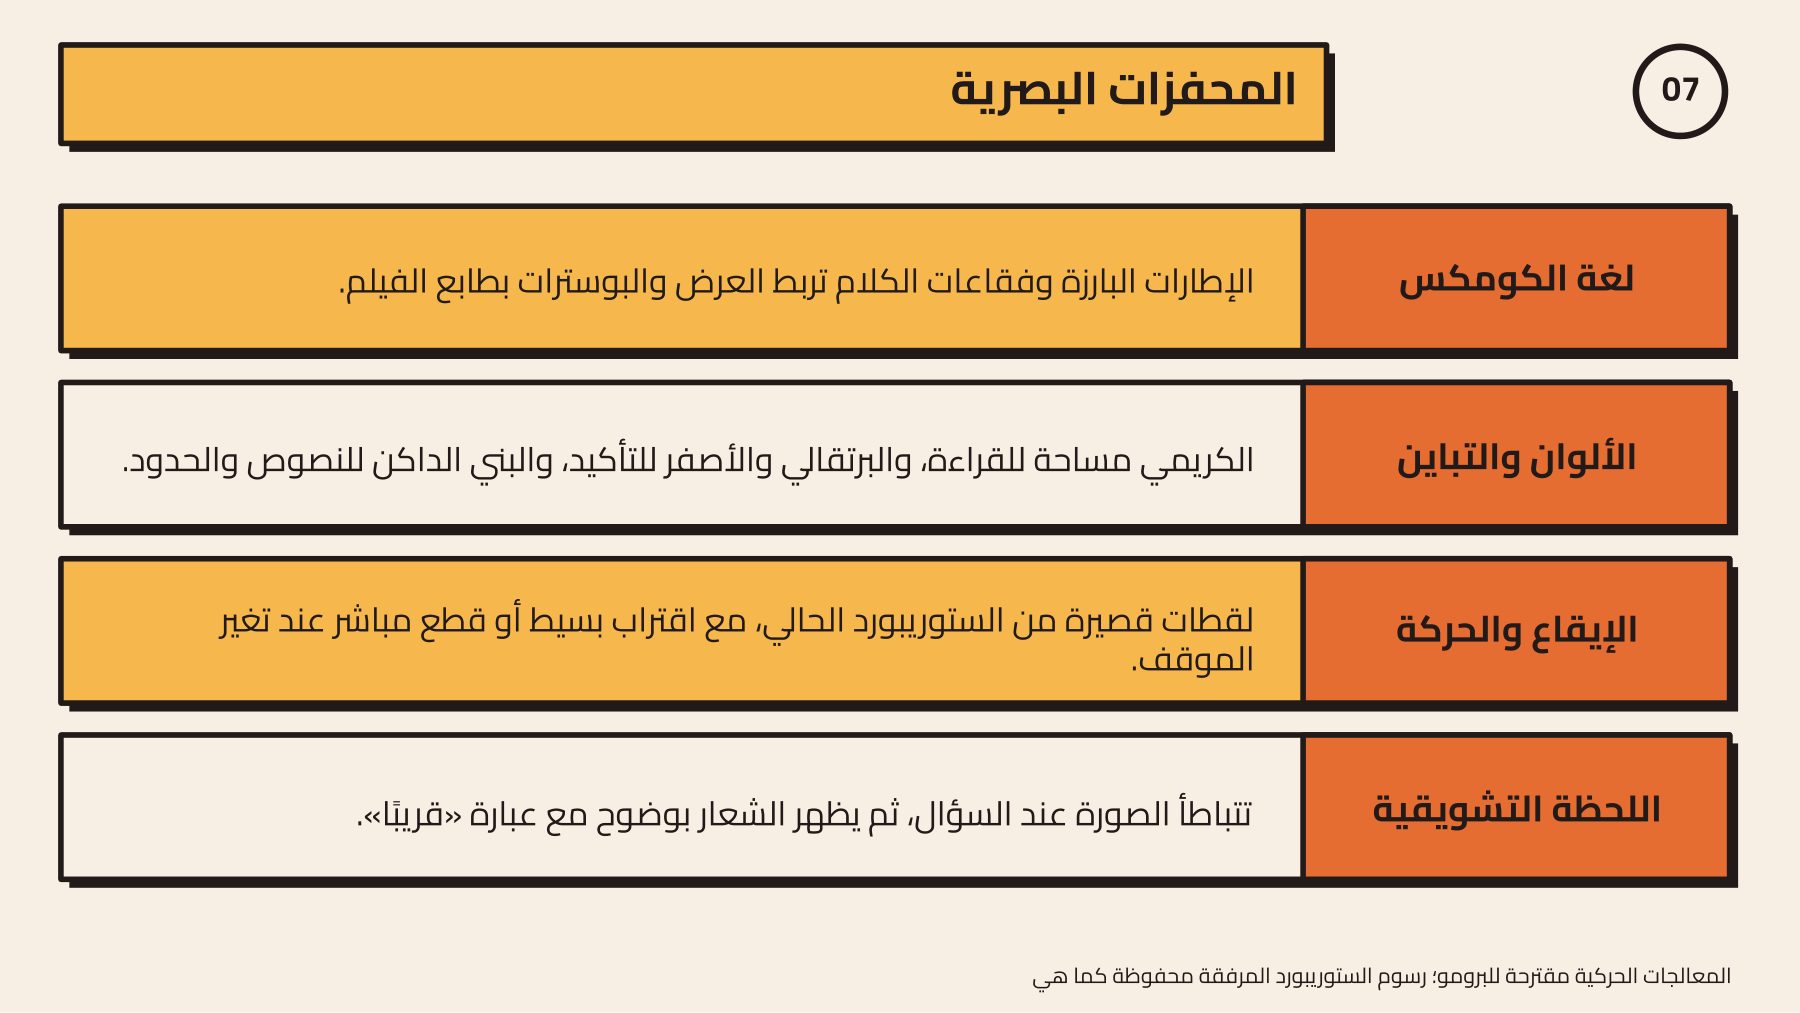 07
المحفزات البصرية
لغة الكومكس
الإطارات البارزة وفقاعات الكلام تربط العرض والبوسترات بطابع الفيلم.
الألوان والتباين
الكريمي مساحة للقراءة، والبرتقالي والأصفر للتأكيد، والبني الداكن للنصوص والحدود.
الإيقاع والحركة
لقطات قصيرة من الستوريبورد الحالي، مع اقتراب بسيط أو قطع مباشر عند تغير
الموقف.
اللحظة التشويقية
تتباطأ الصورة عند السؤال، ثم يظهر الشعار بوضوح مع عبارة «قريبًا».
المعالجات الحركية مقترحة للبرومو؛ رسوم الستوريبورد المرفقة محفوظة كما هي